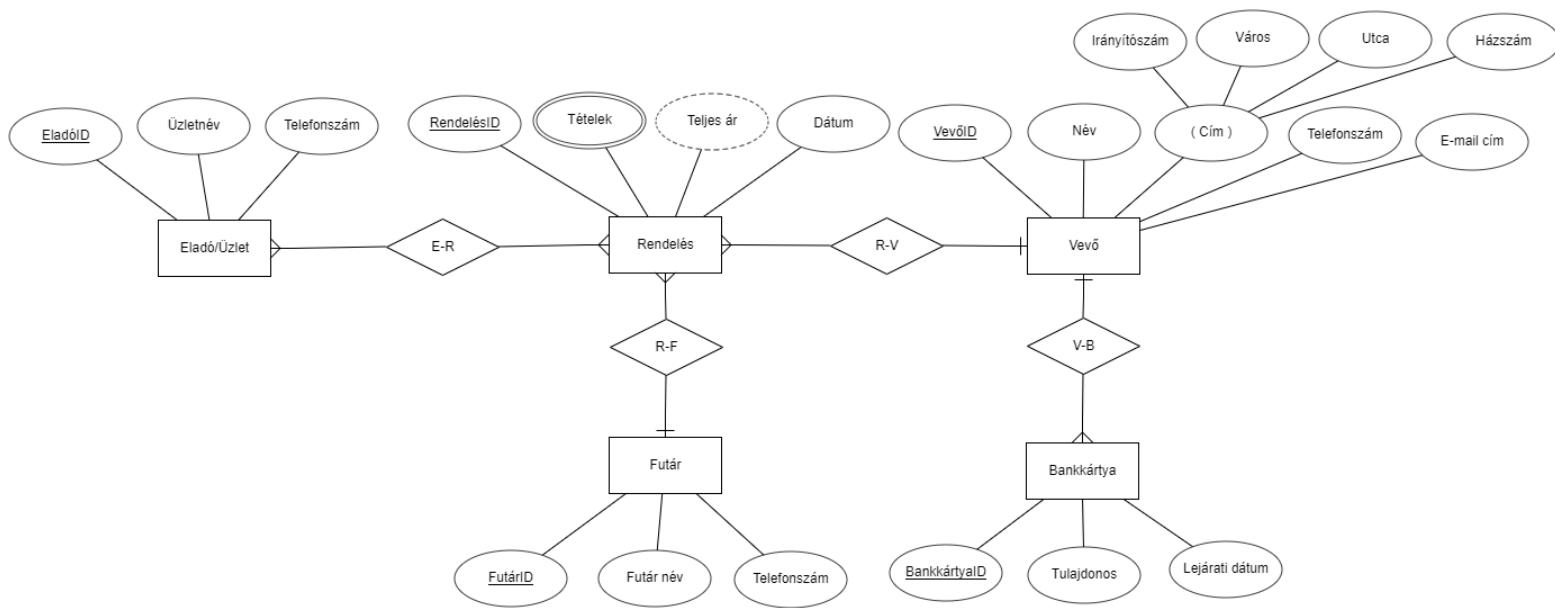 Irányítószám
Város
Utca
Házszám
EladóID
Üzletnév
Telefonszám
RendelésID
Tételek
Teljes ár
Dátum
VevőID
Név
( Cím )
Telefonszám
E-mail cím
Eladó/Üzlet
E-R
Rendelés
R-V
Vevő
R-F
V-B
Futár
Bankkártya
FutárID
Futár név
Telefonszám
BankkártyaID
Tulajdonos
Lejárati dátum